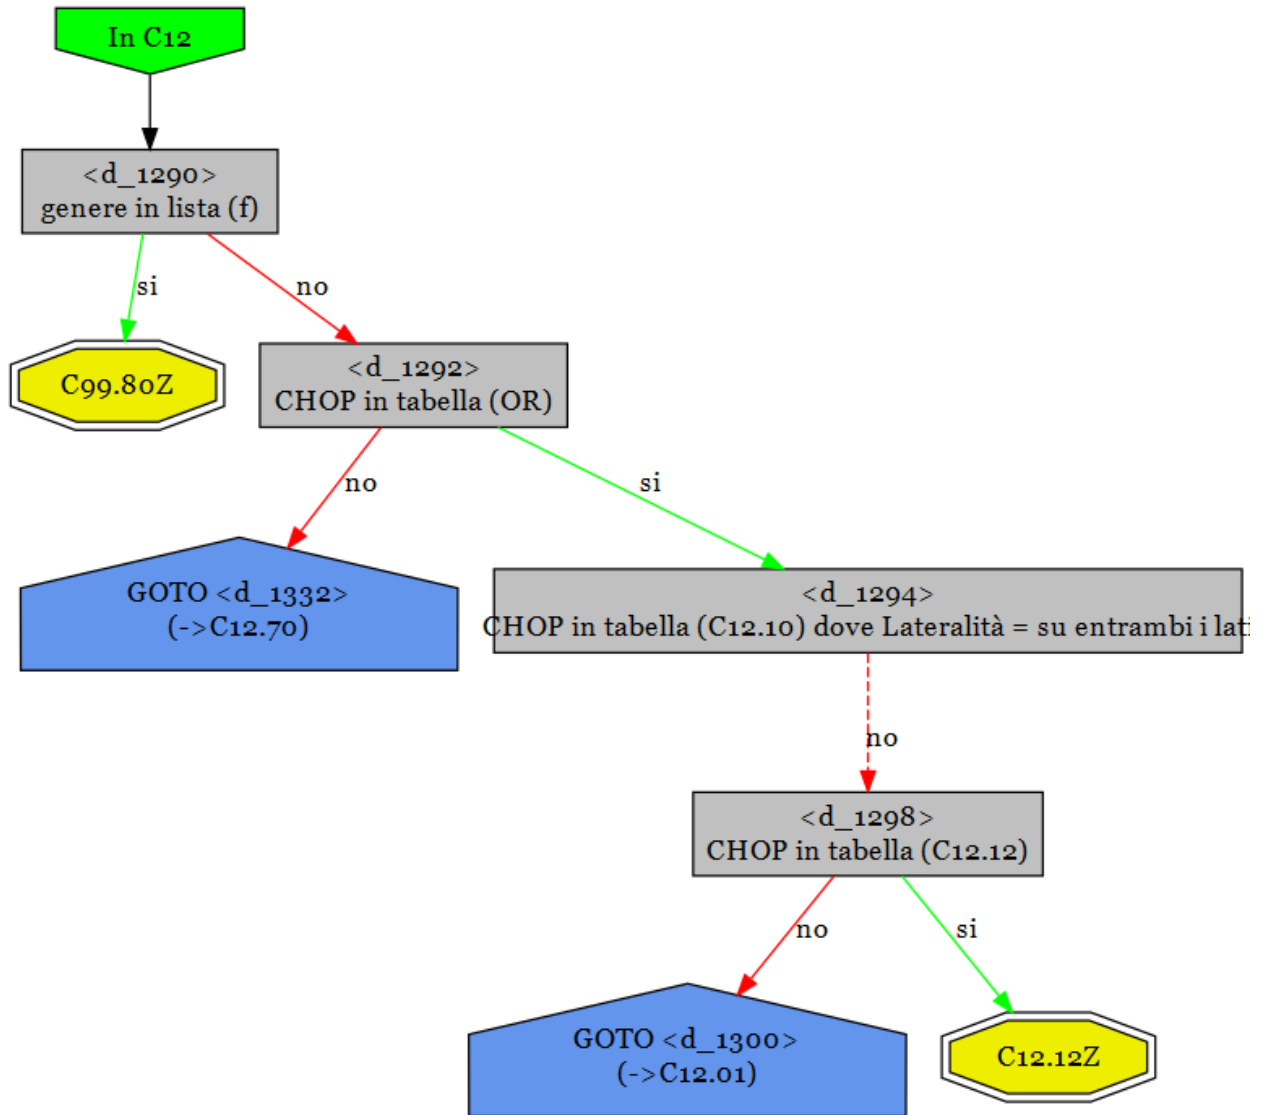 In C12
<d_1290>
genere in lista (f)
si
no
C99.80Z
<d_1292>
CHOP in tabella (OR)
no
si
GOTO <d_1332>
(->C12.70)
<d_1294>
CHOP in tabella (C12.10) dove Lateralità = su entrambi i lati
no
<d_1298>
CHOP in tabella (C12.12)
no
si
GOTO <d_1300>
(->C12.01)
C12.12Z